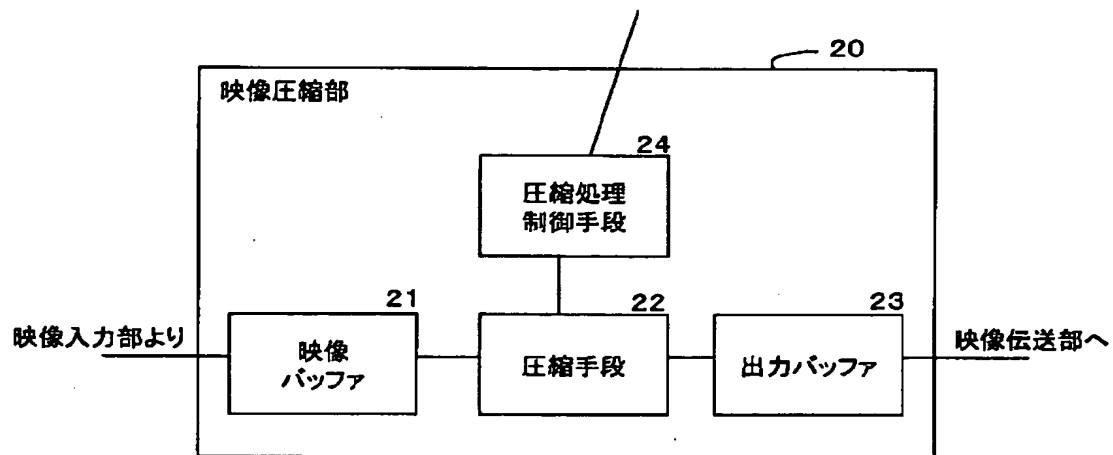 20
映像圧縮部
24
圧縮処理
制御手段
21
22
23
映像入力部より
映像
バッファ
圧縮手段
出力バッファ
映像伝送部へ